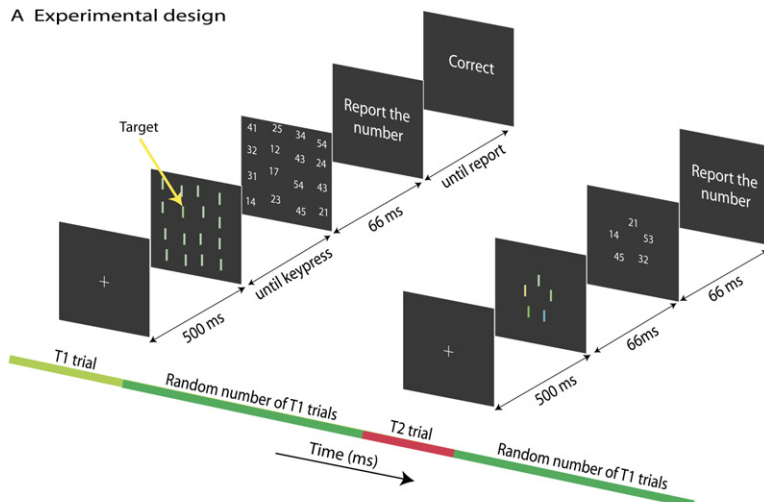 A Experimental design
Target
41 25 34 54
32 12 43 24
31 17 54 43
14 23 45 21
Report the
number
Correct
500 ms
until keypress
66 ms
until report
21
14 53
45 32
Report the
number
500 ms
66ms
66 ms
T1 trial
Random number of T1 trials
T2 trial
Random number of T1 trials
Time (ms)